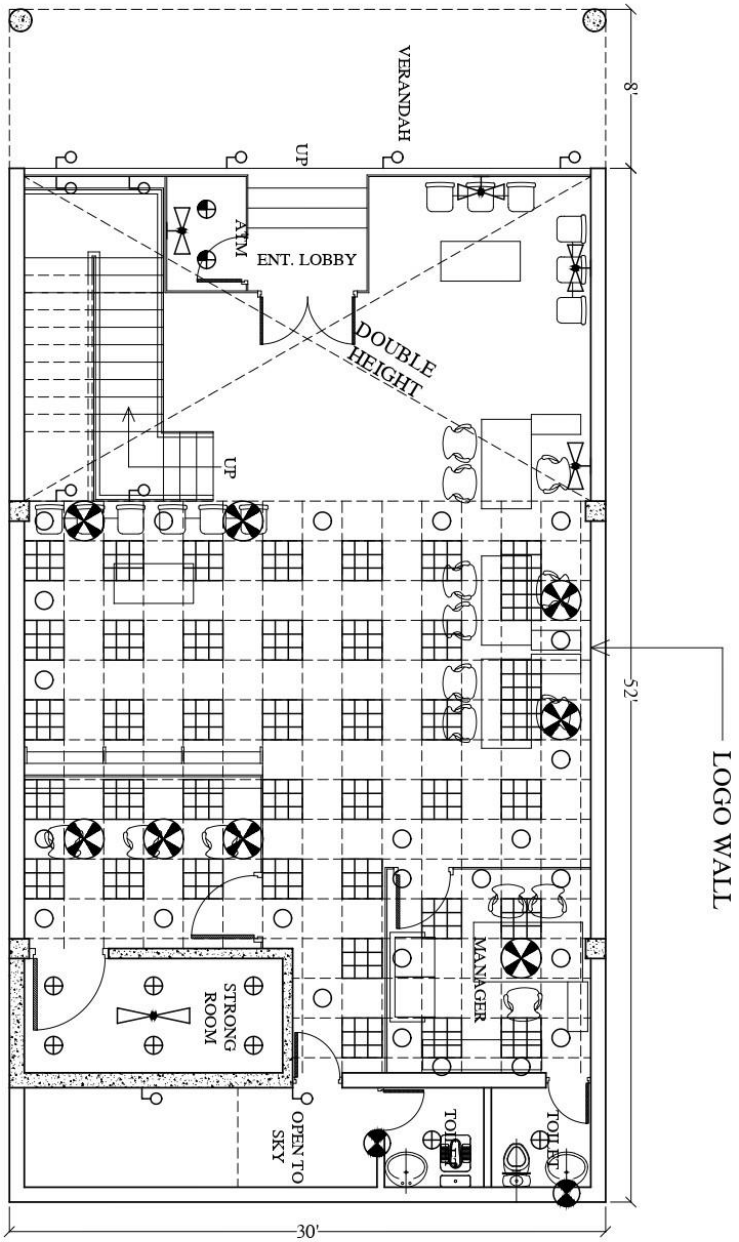 VERANDAH
8'
UP
ATM
ENT. LOBBY
DOUBLE
HEIGHT
UP
52'
LOGO WALL
MANAGER
STRONG
ROOM
OPEN TO
SKY
TOILET
TOILET
30'